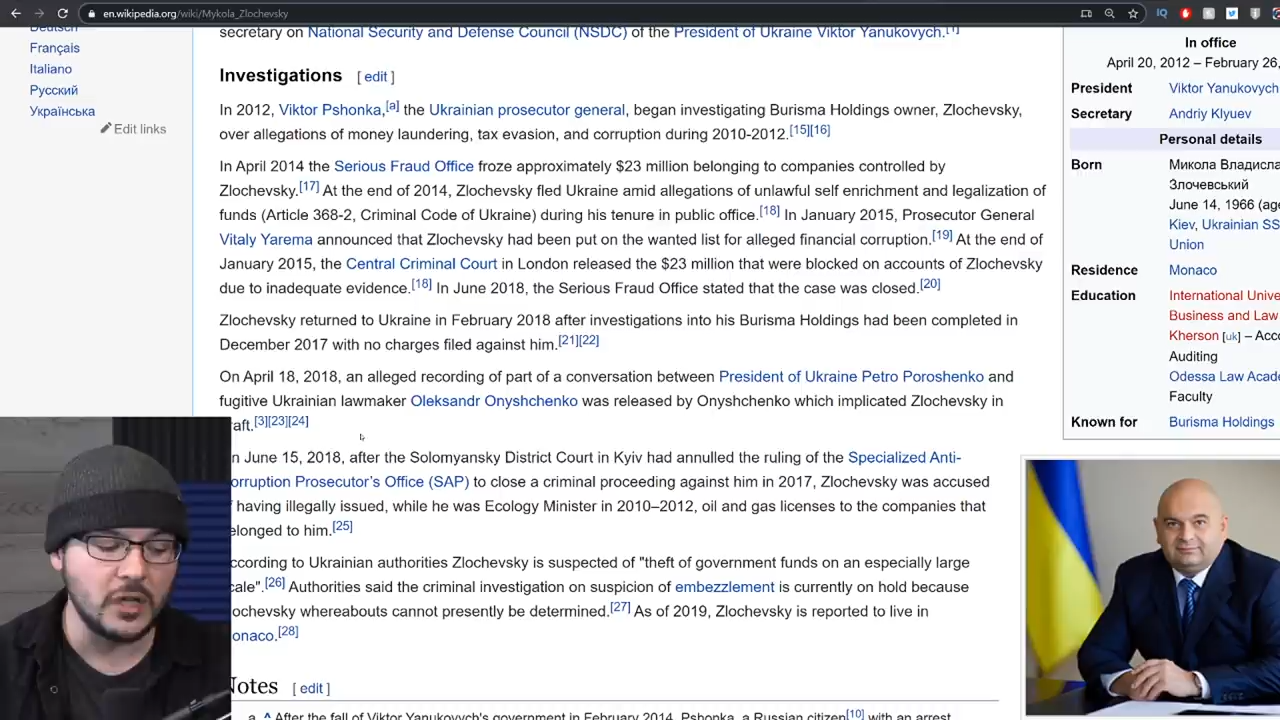 en.wikipedia.org/wiki/Mykola_Zlochevsky
Deutsch
Français
Italiano
Русский
Українська
Edit links
secretary on National Security and Defense Council (NSDC) of the President of Ukraine Viktor Yanukovych.[1]
Investigations [ edit ]
In 2012, Viktor Pshonka,[a] the Ukrainian prosecutor general, began investigating Burisma Holdings owner, Zlochevsky,
over allegations of money laundering, tax evasion, and corruption during 2010-2012.[15][16]
In April 2014 the Serious Fraud Office froze approximately $23 million belonging to companies controlled by
Zlochevsky.[17] At the end of 2014, Zlochevsky fled Ukraine amid allegations of unlawful self enrichment and legalization of
funds (Article 368-2, Criminal Code of Ukraine) during his tenure in public office.[18] In January 2015, Prosecutor General
Vitaly Yarema announced that Zlochevsky had been put on the wanted list for alleged financial corruption.[19] At the end of
January 2015, the Central Criminal Court in London released the $23 million that were blocked on accounts of Zlochevsky
due to inadequate evidence.[18] In June 2018, the Serious Fraud Office stated that the case was closed.[20]
Zlochevsky returned to Ukraine in February 2018 after investigations into his Burisma Holdings had been completed in
December 2017 with no charges filed against him.[21][22]
On April 18, 2018, an alleged recording of part of a conversation between President of Ukraine Petro Poroshenko and
fugitive Ukrainian lawmaker Oleksandr Onyshchenko was released by Onyshchenko which implicated Zlochevsky in
raft.[3][23][24]
n June 15, 2018, after the Solomyansky District Court in Kyiv had annulled the ruling of the Specialized Anti-
orruption Prosecutor's Office (SAP) to close a criminal proceeding against him in 2017, Zlochevsky was accused
f having illegally issued, while he was Ecology Minister in 2010–2012, oil and gas licenses to the companies that
elonged to him.[25]
ccording to Ukrainian authorities Zlochevsky is suspected of "theft of government funds on an especially large
cale".[26] Authorities said the criminal investigation on suspicion of embezzlement is currently on hold because
lochevsky whereabouts cannot presently be determined.[27] As of 2019, Zlochevsky is reported to live in
onaco.[28]
Notes [ edit ]
a. ^ After the fall of Viktor Yanukovych's government in February 2014, Pshonka, a Russian citizen[10] with an arrest
In office
April 20, 2012 – February 26,
President Viktor Yanukovych
Secretary Andriy Klyuev
Personal details
Born Микола Владисла
Злочевський
June 14, 1966 (age
Kiev, Ukrainian SS
Union
Residence Monaco
Education International Unive
Business and Law
Kherson [uk] – Acco
Auditing
Odessa Law Acade
Faculty
Known for Burisma Holdings